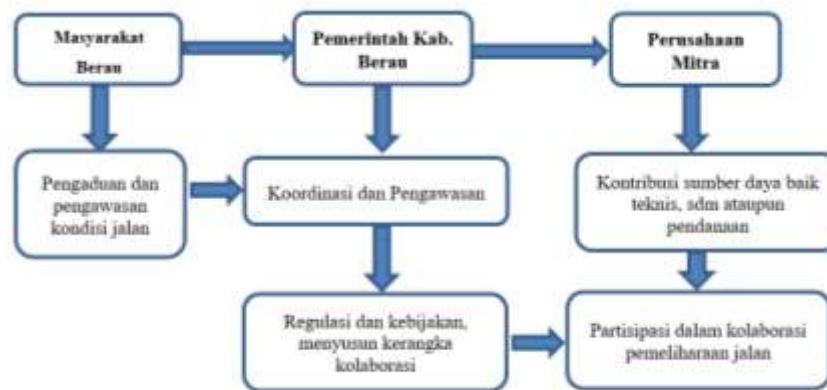 Masyarakat
Berau
Pemerintah Kab.
Berau
Perusahaan
Mitra
Pengaduan dan
pengawasan
kondisi jalan
Koordinasi dan Pengawasan
Kontribusi sumber daya baik
teknis, sdm ataupun
pendanaan
Regulasi dan kebijakan,
menyusun kerangka
kolaborasi
Partisipasi dalam kolaborasi
pemeliharaan jalan